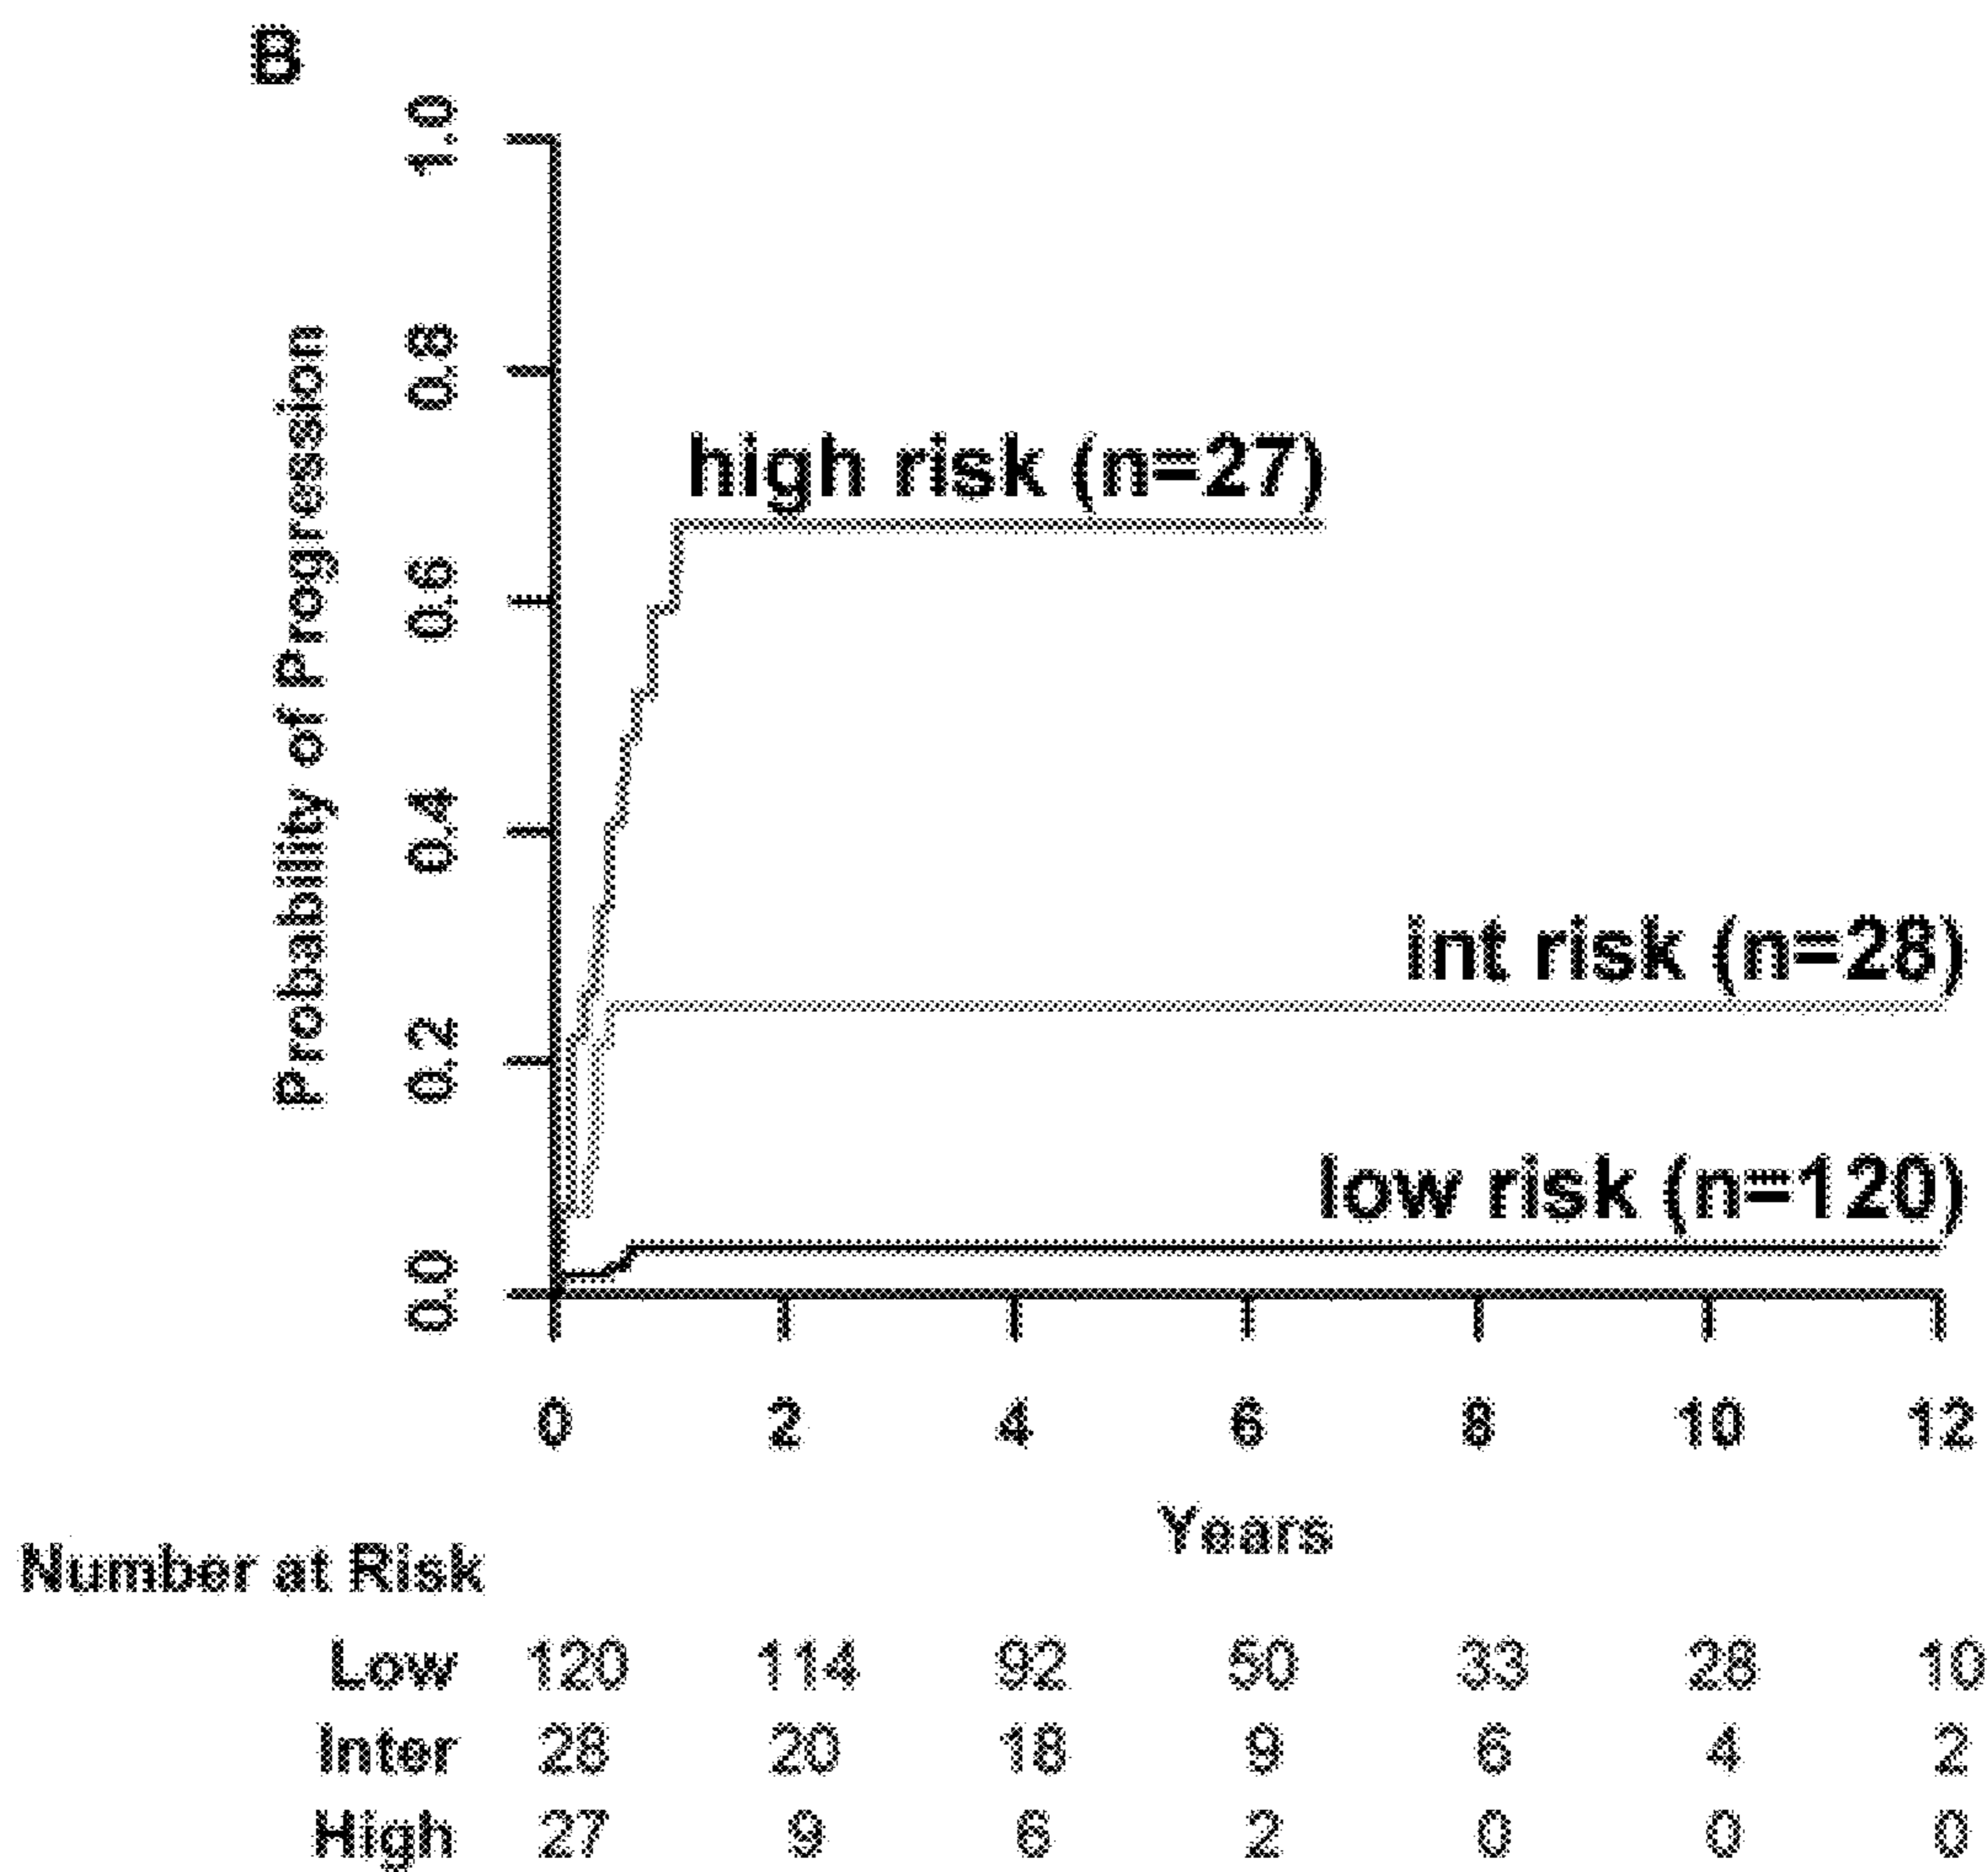 B
Probability of Progression
1.0
0.8
0.6
0.4
0.2
0.0
high risk (n=27)
int risk (n=28)
low risk (n=120)
0 2 4 6 8 10 12
Years
Number at Risk
Low 120 114 92 50 33 28 10
Inter 28 20 18 9 6 4 2
High 27 9 6 2 0 0 0